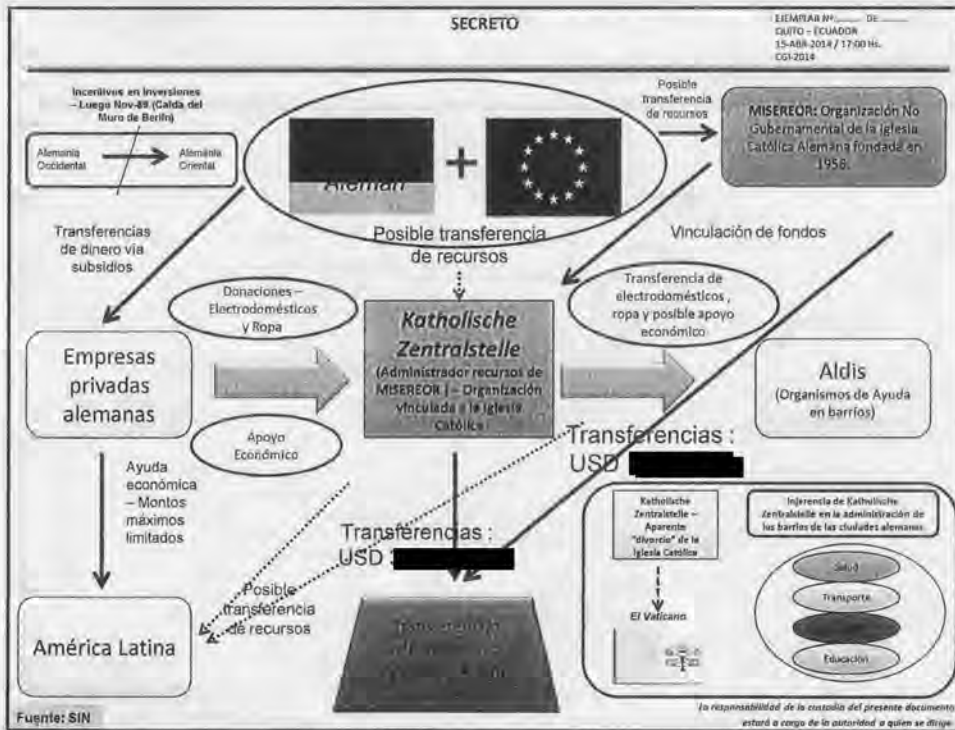 SECRETO
EJEMPLAR Nº_____ DE _____
QUITO – ECUADOR
15-ABR-2014 / 17:00 Hs.
CGI-2014
Incentivos en Inversiones
– Luego Nov-89 (Caída del
Muro de Berlín)
Alemania
Occidental
Alemania
Oriental
Alemán
+
Posible
transferencia
de recursos
MISEREOR: Organización No
Gubernamental de la Iglesia
Católica Alemana fondada en
1958.
Transferencias
de dinero vía
subsidios
Posible transferencia
de recursos
Vinculación de fondos
Donaciones –
Electrodomésticos
y Ropa
Transferencia de
electrodomésticos ,
ropa y posible apoyo
económico
Empresas
privadas
alemanas
Katholische
Zentralstelle
(Administrador recursos de
MISEREOR ) – Organización
vinculada a la Iglesia
Católica
Aldis
(Organismos de Ayuda
en barrios)
Apoyo
Económico
Transferencias :
USD
Ayuda
económica
– Montos
máximos
limitados
Transferencias :
USD :
Katholische
Zentralstelle –
Aparente
"divorcio" de la
Iglesia Católica
Injerencia de Katholische
Zentralstelle en la administración de
los barrios de las ciudades alemanas
Salud
Transporte
Educación
El Vaticano
Posible
transferencia
de recursos
América Latina
Fuente: SIN
La responsabilidad de la custodia del presente documento
estará a cargo de la autoridad a quien se dirige.